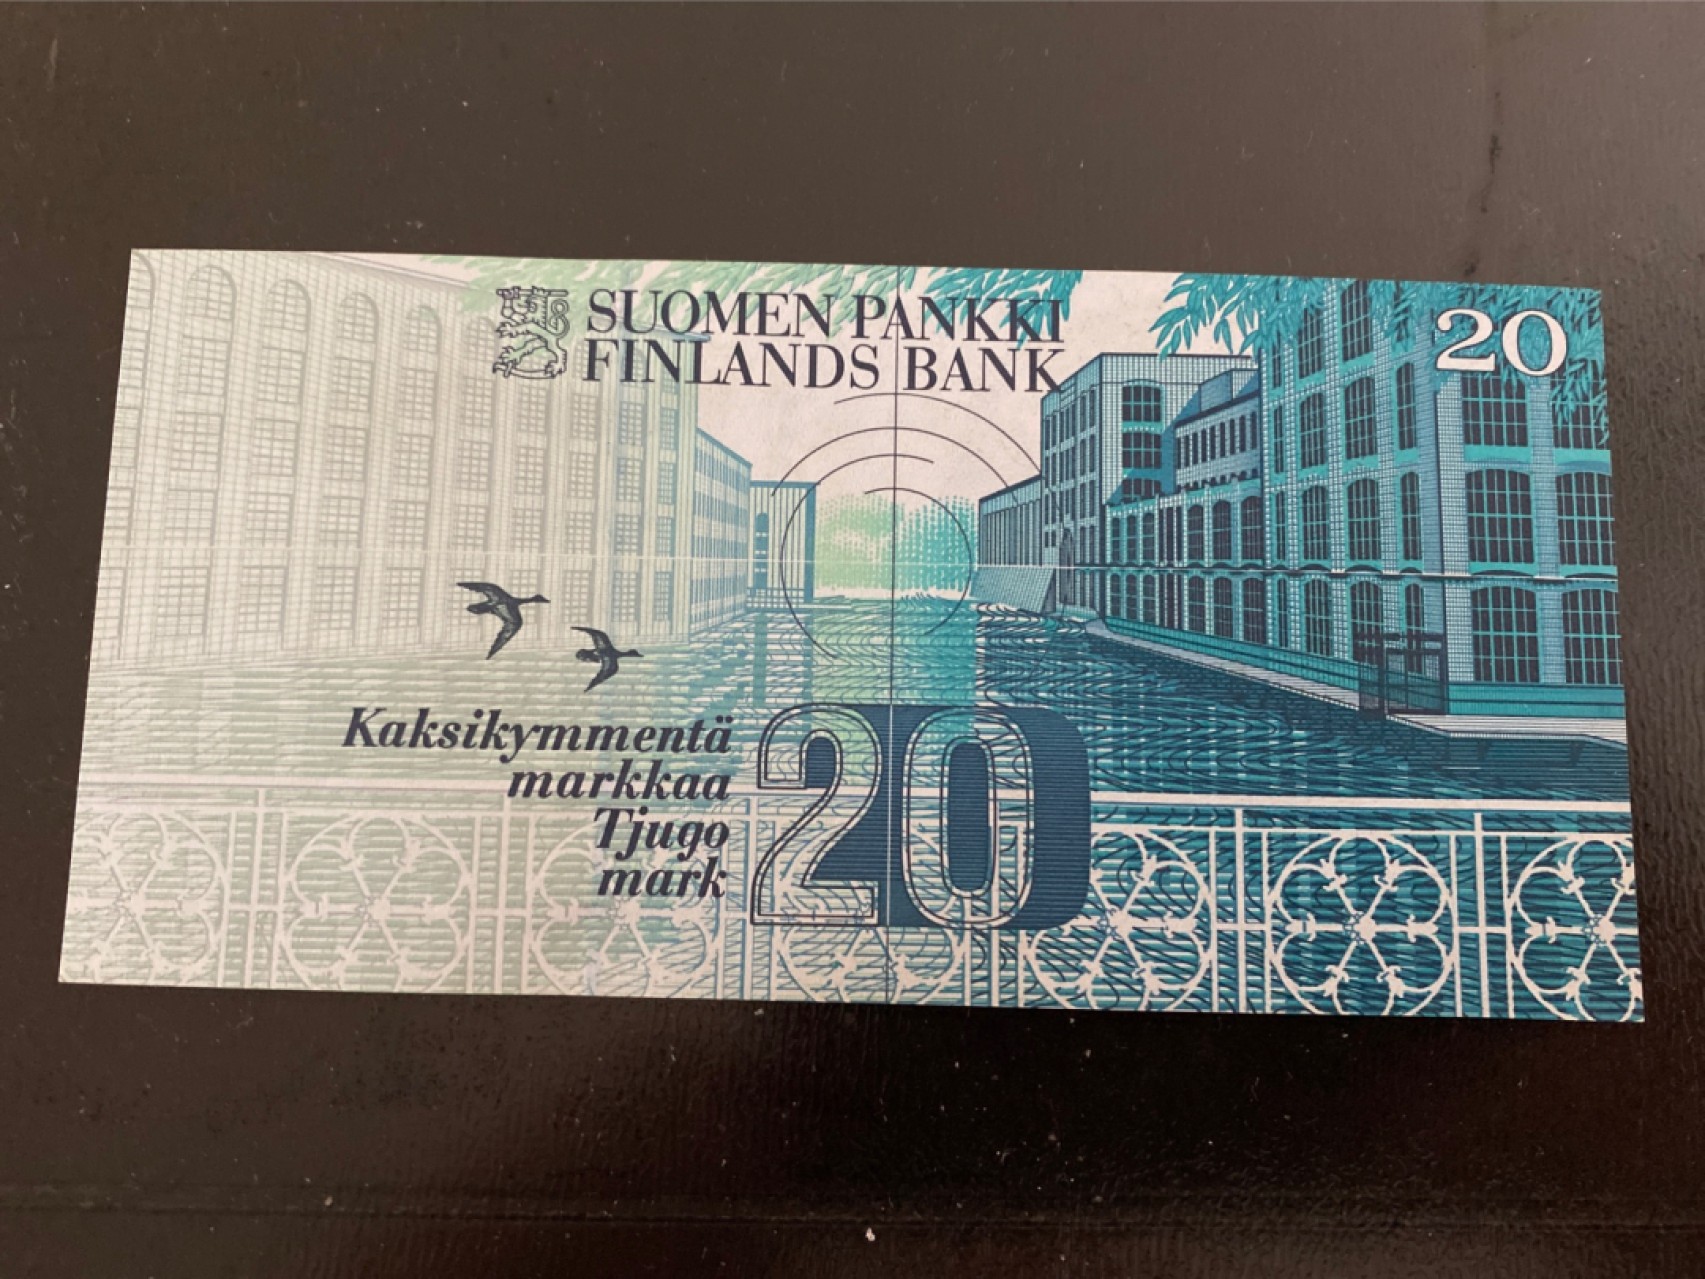 SUOMEN PANKKI
FINLANDS BANK
20
Kaksikymmentä
markkaa
Tjugo
mark
20